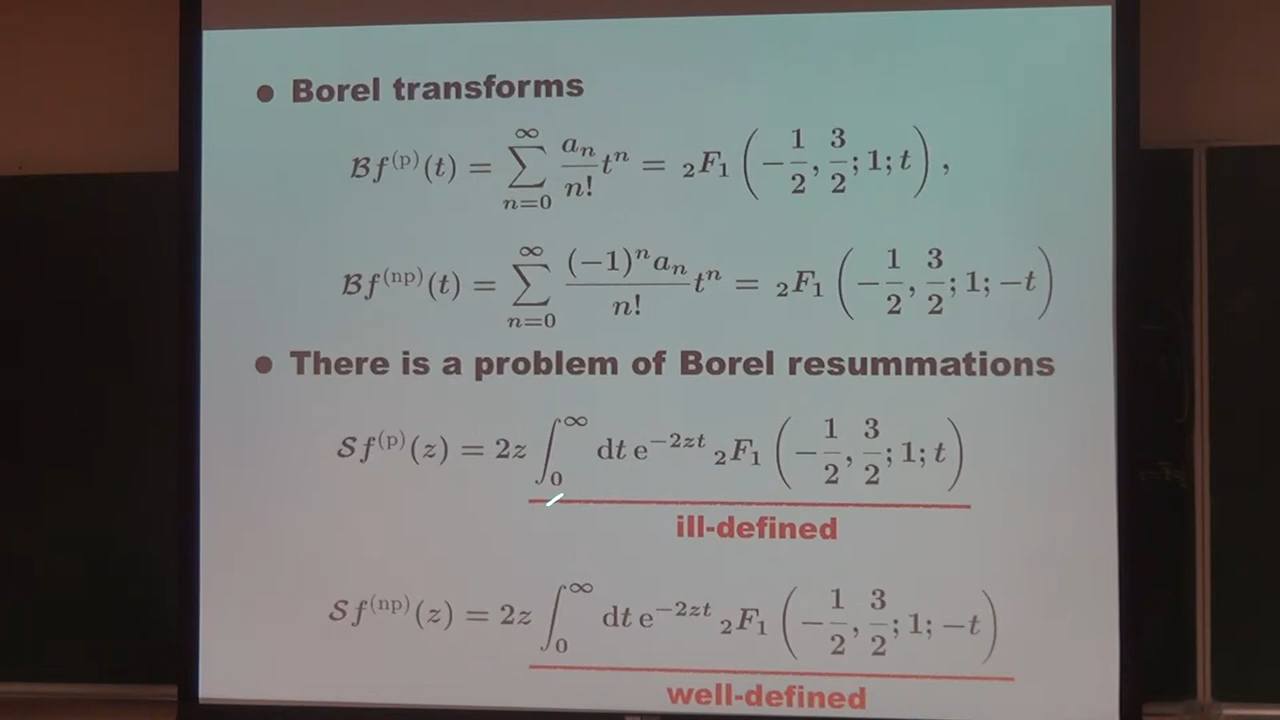 • Borel transforms
$\mathcal{B}f^{(\mathrm{p})}(t) = \sum_{n=0}^{\infty} \frac{a_n}{n!} t^n = {}_2F_1\left(-\frac{1}{2}, \frac{3}{2}; 1; t\right),$
$\mathcal{B}f^{(\mathrm{np})}(t) = \sum_{n=0}^{\infty} \frac{(-1)^n a_n}{n!} t^n = {}_2F_1\left(-\frac{1}{2}, \frac{3}{2}; 1; -t\right)$
• There is a problem of Borel resummations
$\mathcal{S}f^{(\mathrm{p})}(z) = 2z \int_0^{\infty} \mathrm{d}t\, \mathrm{e}^{-2zt} {}_2F_1\left(-\frac{1}{2}, \frac{3}{2}; 1; t\right)$
ill-defined
$\mathcal{S}f^{(\mathrm{np})}(z) = 2z \int_0^{\infty} \mathrm{d}t\, \mathrm{e}^{-2zt} {}_2F_1\left(-\frac{1}{2}, \frac{3}{2}; 1; -t\right)$
well-defined